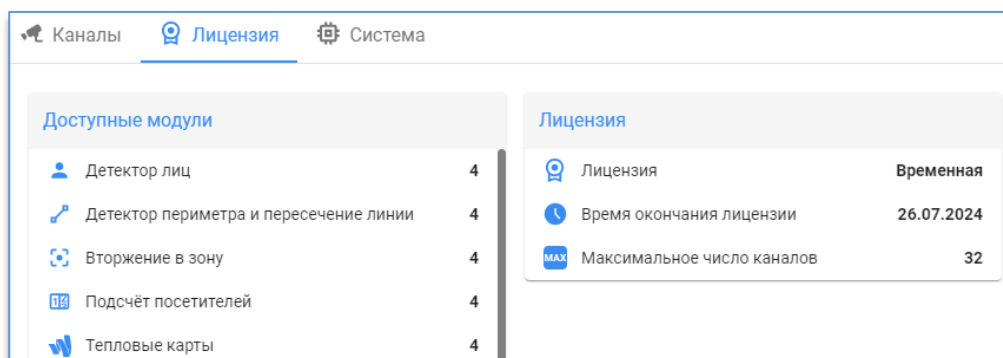 Каналы Лицензия Система
Доступные модули
Детектор лиц 4
Детектор периметра и пересечение линии 4
Вторжение в зону 4
Подсчёт посетителей 4
Тепловые карты 4
Лицензия
Лицензия Временная
Время окончания лицензии 26.07.2024
MAX Максимальное число каналов 32